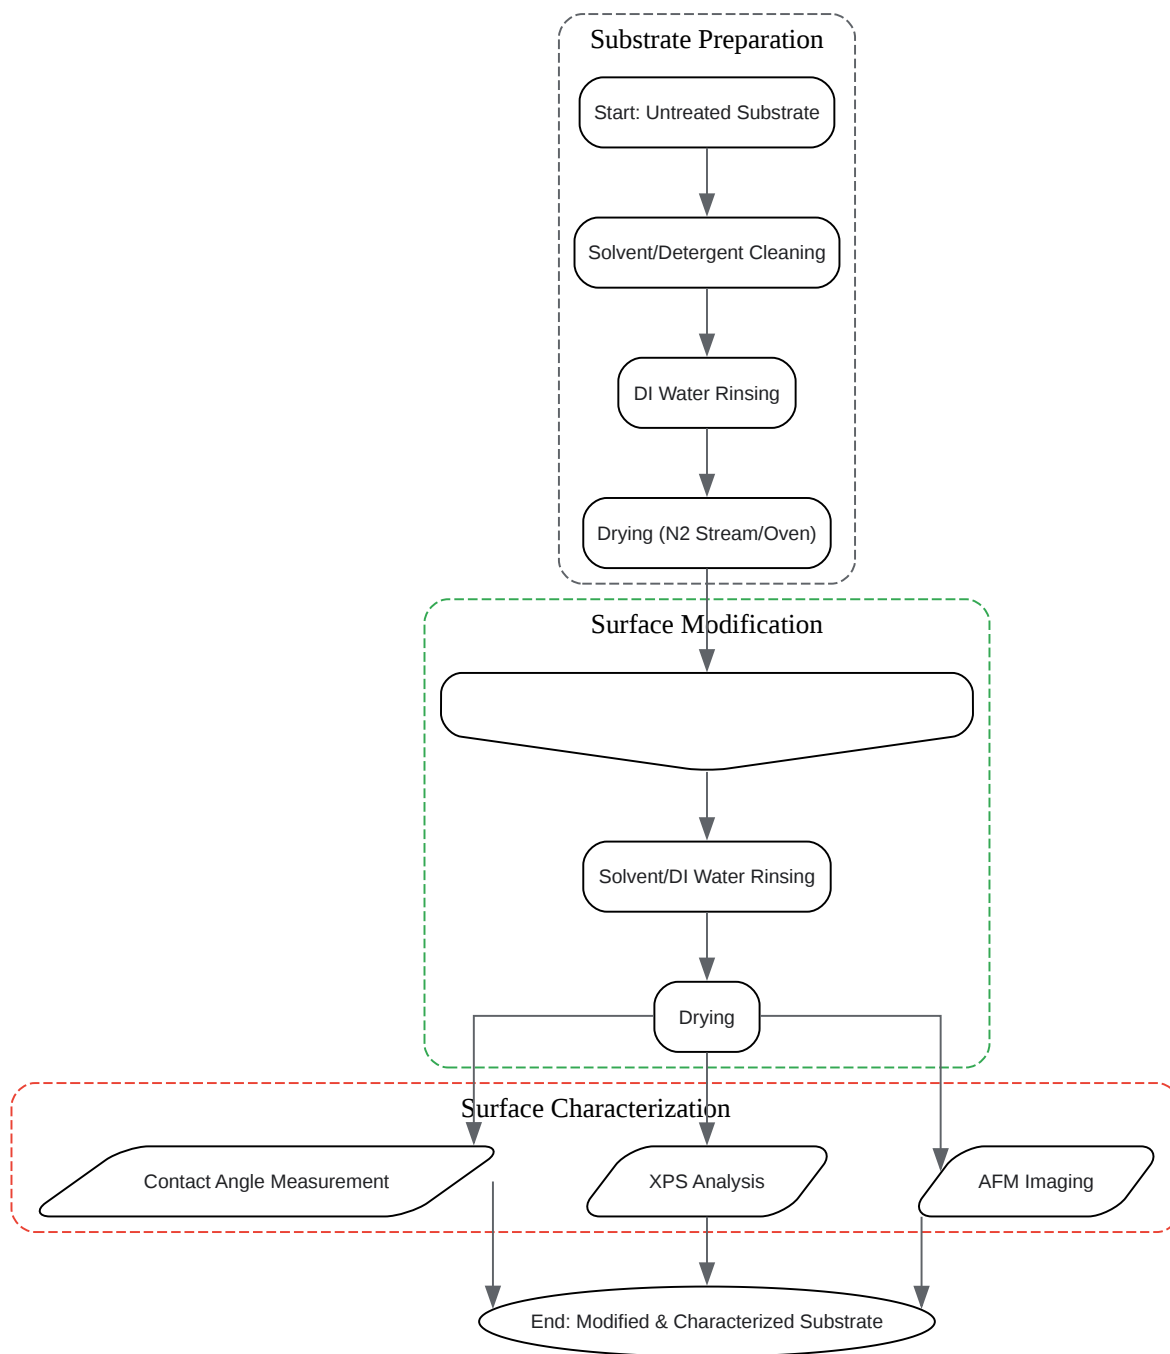 Substrate Preparation
Start: Untreated Substrate
Solvent/Detergent Cleaning
DI Water Rinsing
Drying (N2 Stream/Oven)
Surface Modification
Solvent/DI Water Rinsing
Drying
Surface Characterization
Contact Angle Measurement
XPS Analysis
AFM Imaging
End: Modified & Characterized Substrate